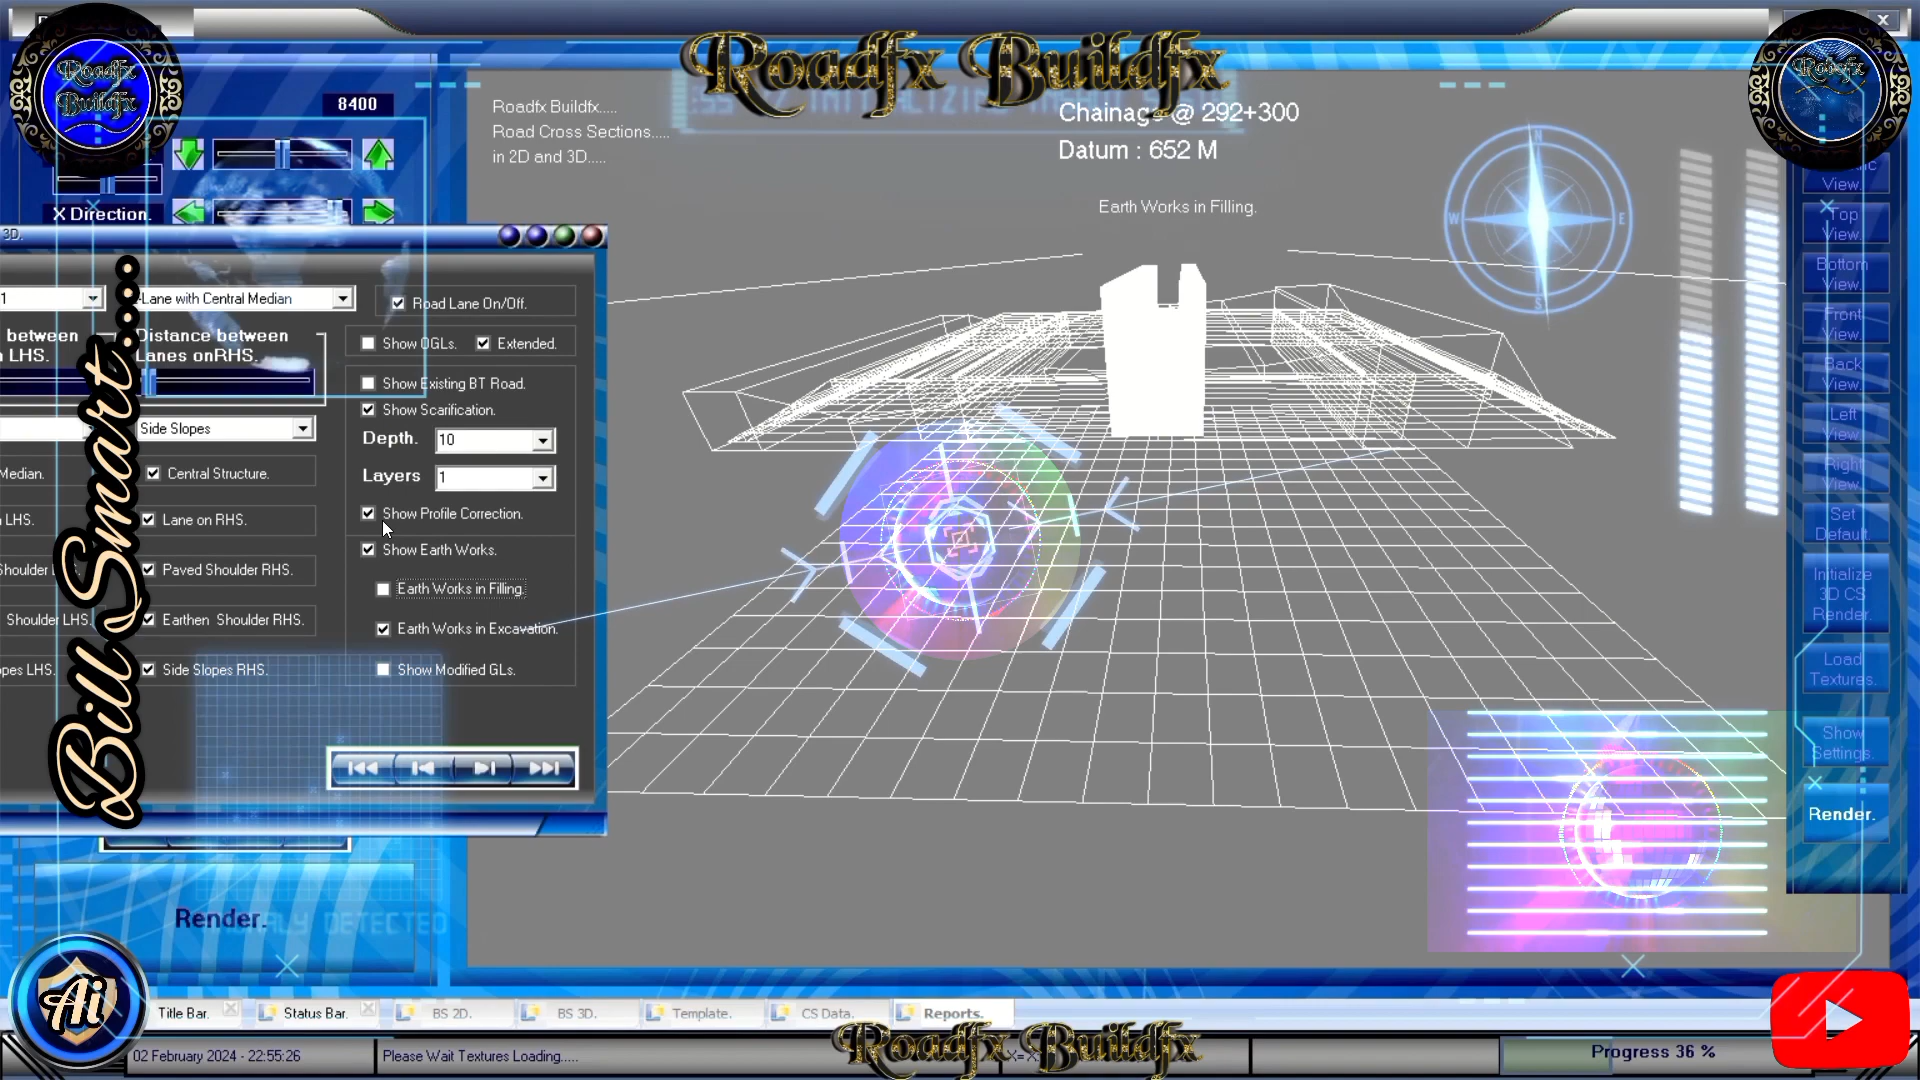 Roadfx Buildfx
Roadfx
Buildfx
Robofx
8400
X Direction.
Roadfx Buildfx.....
Road Cross Sections.....
in 2D and 3D.....
Chainage @ 292+300
Datum : 652 M
Earth Works in Filling.
N
W
E
S
3D.
1
-Lane with Central Median
Road Lane On/Off.
between
LHS.
Distance between
Lanes onRHS.
Show OGLs.
Extended.
Show Existing BT Road.
Show Scarification.
Side Slopes
Depth.
10
Layers
1
Median.
Central Structure.
LHS.
Lane on RHS.
Show Profile Correction.
Show Earth Works.
Shoulder
Paved Shoulder RHS.
Earth Works in Filling.
Shoulder LHS.
Earthen Shoulder RHS.
Earth Works in Excavation.
LHS.
Side Slopes RHS.
Show Modified GLs.
Bill Smart....
View.
Top
View.
Bottom
View.
Front
View.
Back
View.
Left
View.
Right
View.
Set
Default.
Initialize
3D CS
Render.
Load
Textures.
Show
Settings.
Render.
Render.
DETECTED
Ai
Title Bar.
Status Bar.
BS 2D.
BS 3D.
Template.
CS Data.
Reports.
02 February 2024 - 22:55:26
Please Wait Textures Loading.....
Roadfx Buildfx
Progress 36 %